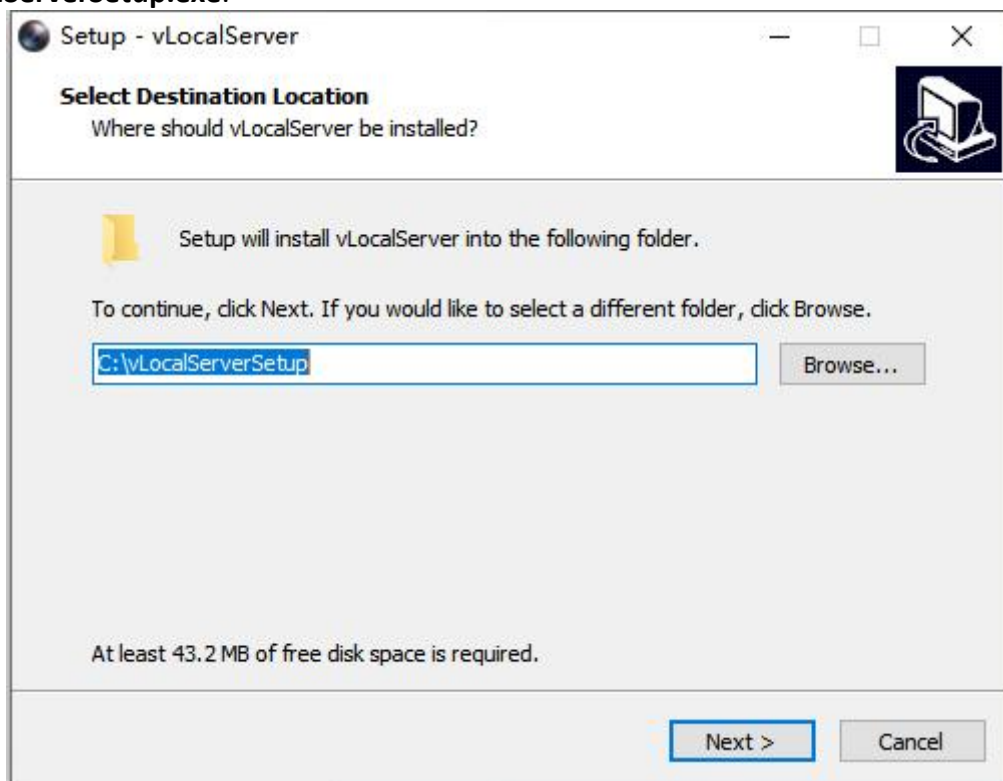 Setup - vLocalServer
Select Destination Location
Where should vLocalServer be installed?
Setup will install vLocalServer into the following folder.
To continue, click Next. If you would like to select a different folder, click Browse.
C:\vLocalServerSetup
Browse...
At least 43.2 MB of free disk space is required.
Next >
Cancel